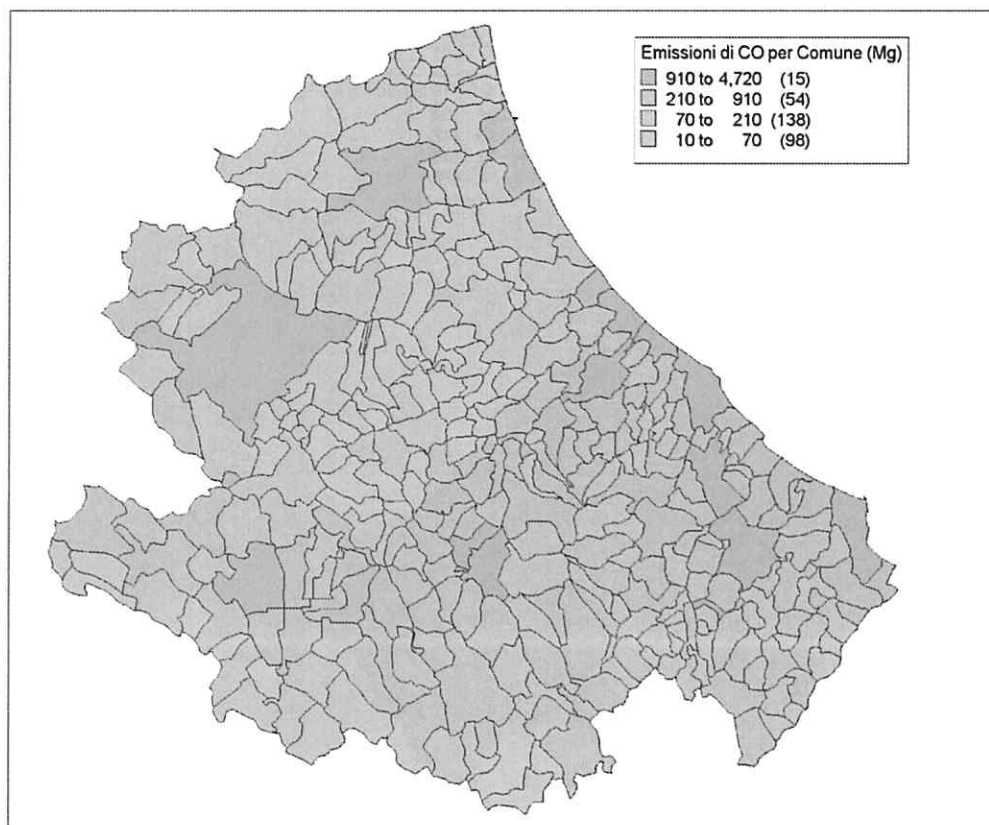 Emissioni di CO per Comune (Mg)
910 to 4,720 (15)
210 to 910 (54)
70 to 210 (138)
10 to 70 (98)